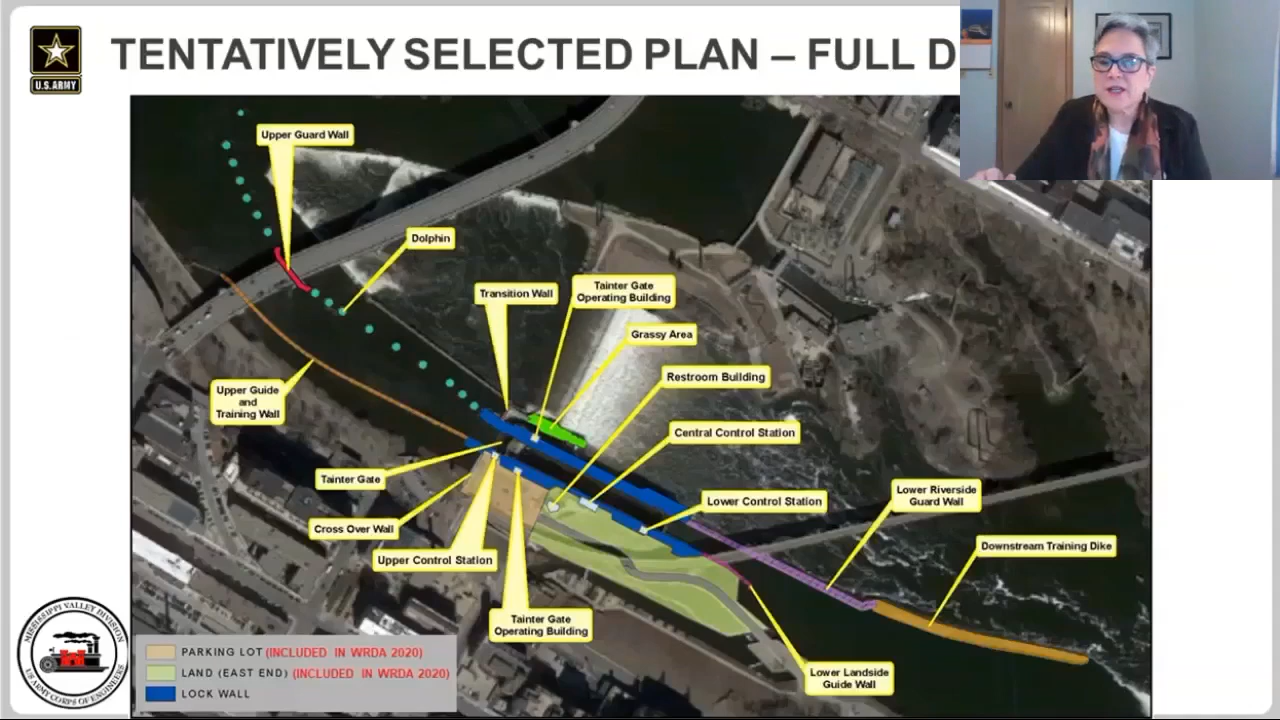 U.S.ARMY
TENTATIVELY SELECTED PLAN – FULL D
Upper Guard Wall
Dolphin
Transition Wall
Tainter Gate
Operating Building
Grassy Area
Restroom Building
Upper Guide
and
Training Wall
Central Control Station
Tainter Gate
Lower Control Station
Lower Riverside
Guard Wall
Cross Over Wall
Downstream Training Dike
Upper Control Station
Tainter Gate
Operating Building
Lower Landside
Guide Wall
PARKING LOT (INCLUDED IN WRDA 2020)
LAND (EAST END) (INCLUDED IN WRDA 2020)
LOCK WALL
MISSISSIPPI VALLEY DIVISION
US ARMY CORPS OF ENGINEERS